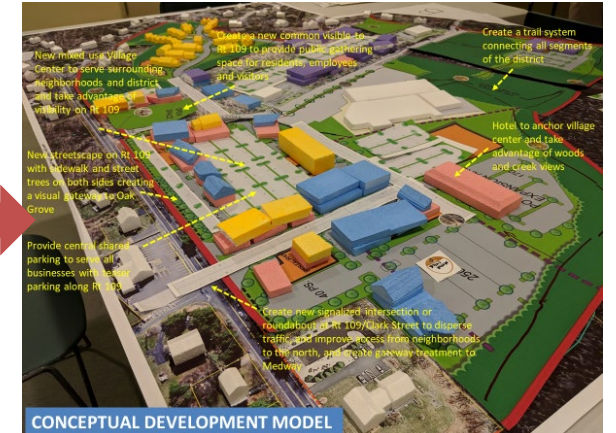 New mixed use Village
Center to serve surrounding
neighborhoods and district
and take advantage of
visibility on Rt 109
Create a new common visible to
Rt 109 to provide public gathering
space for residents, employees
and visitors
Create a trail system
connecting all segments
of the district
Hotel to anchor village
center and take
advantage of woods
and creek views
New streetscape on Rt 109
with sidewalk and street
trees on both sides creating
a visual gateway to Oak
Grove
Provide central shared
parking to serve all
businesses with teaser
parking along Rt 109
Create new signalized intersection or
roundabout at Rt 109/Clark Street to disperse
traffic, and improve access from neighborhoods
to the north, and create gateway treatment to
Medway
CONCEPTUAL DEVELOPMENT MODEL